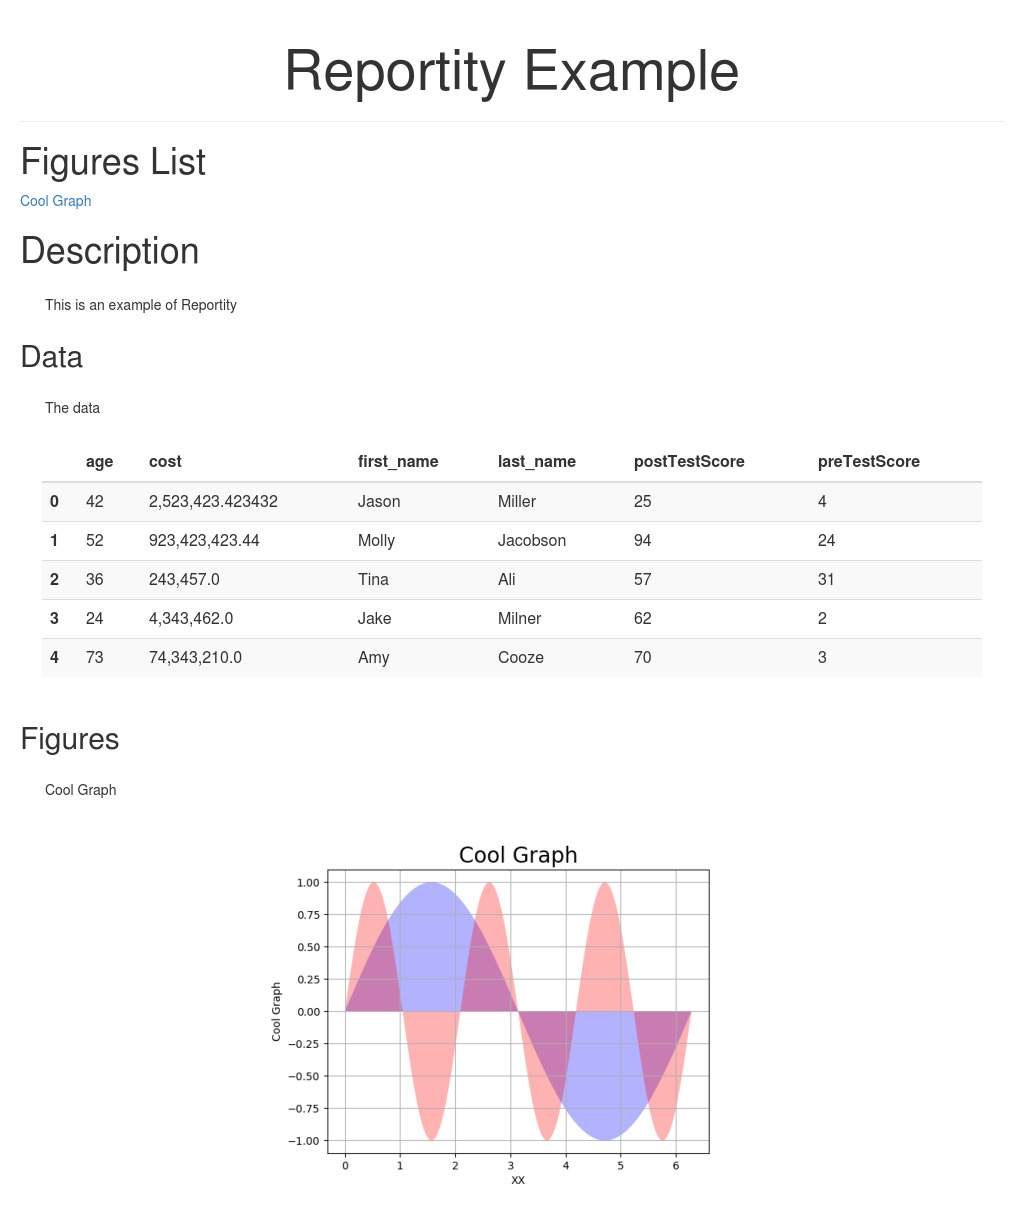 Reportity Example
Figures List
Cool Graph
Description
This is an example of Reportity
Data
The data
age cost first_name last_name postTestScore preTestScore
0 42 2,523,423.423432 Jason Miller 25 4
1 52 923,423,423.44 Molly Jacobson 94 24
2 36 243,457.0 Tina Ali 57 31
3 24 4,343,462.0 Jake Milner 62 2
4 73 74,343,210.0 Amy Cooze 70 3
Figures
Cool Graph
Cool Graph
1.00
0.75
0.50
0.25
0.00
−0.25
−0.50
−0.75
−1.00
Cool Graph
0 1 2 3 4 5 6
XX